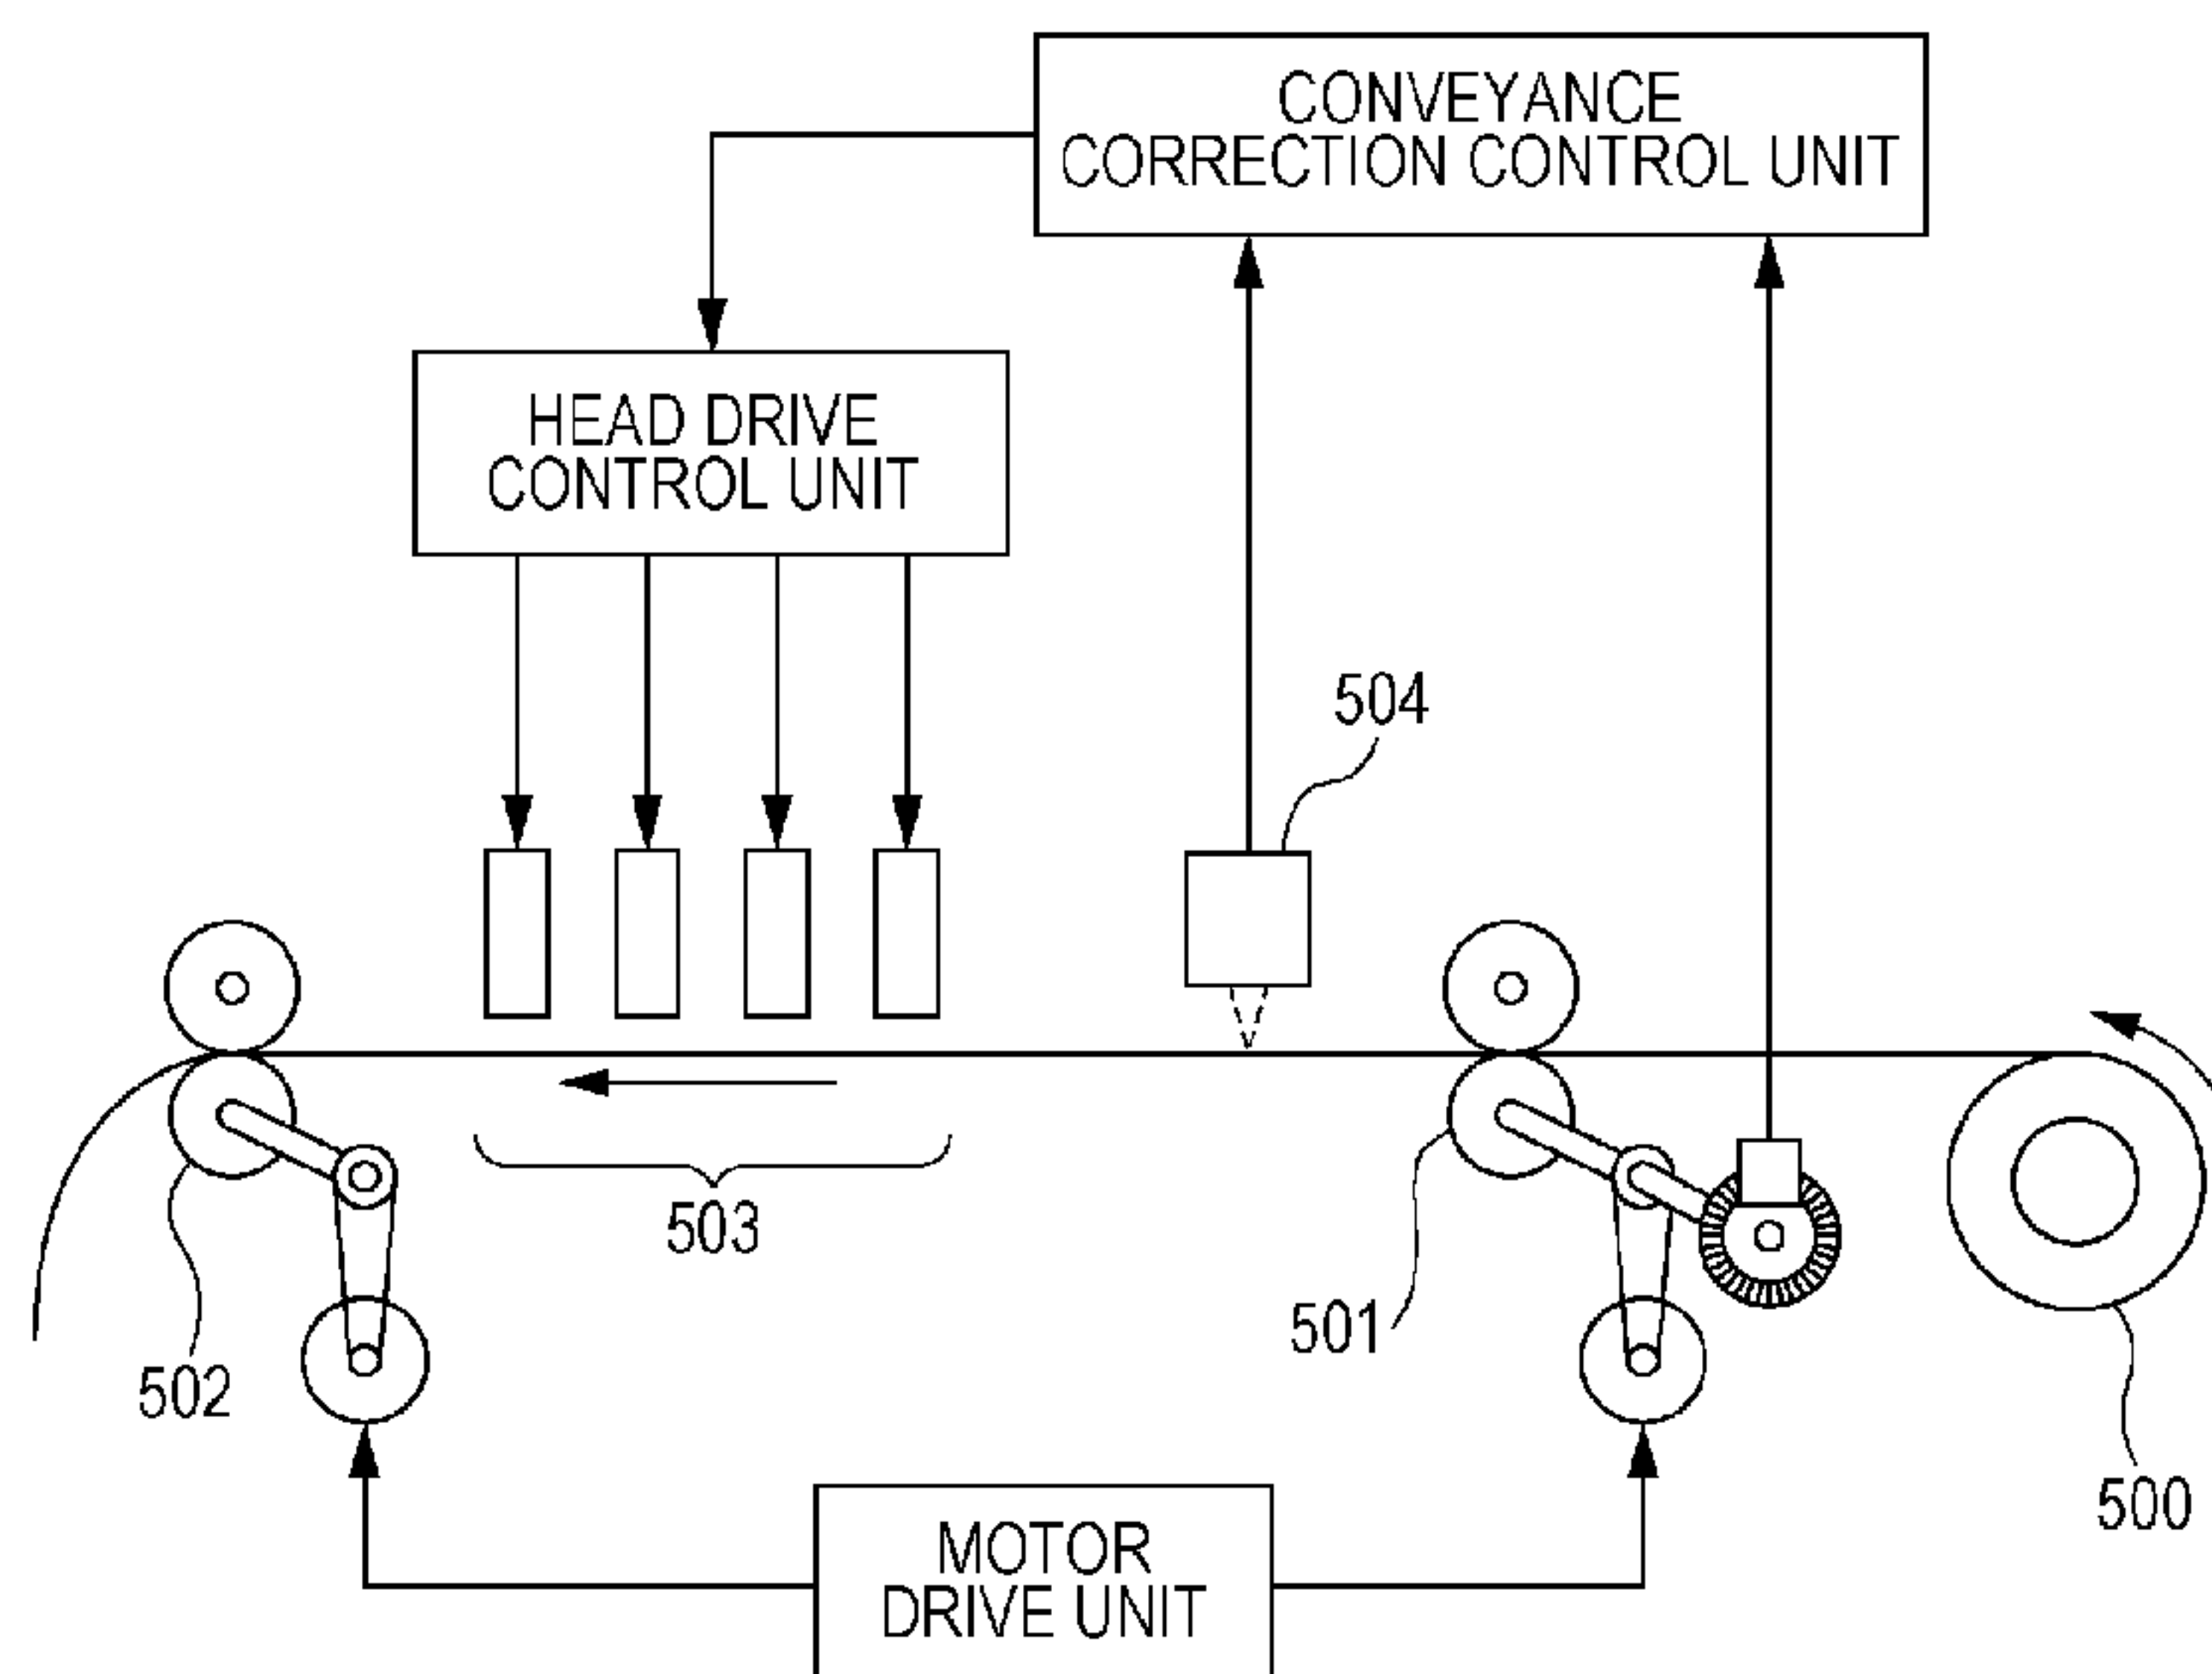 CONVEYANCE
CORRECTION CONTROL UNIT
HEAD DRIVE
CONTROL UNIT
504
503
501
502
500
MOTOR
DRIVE UNIT